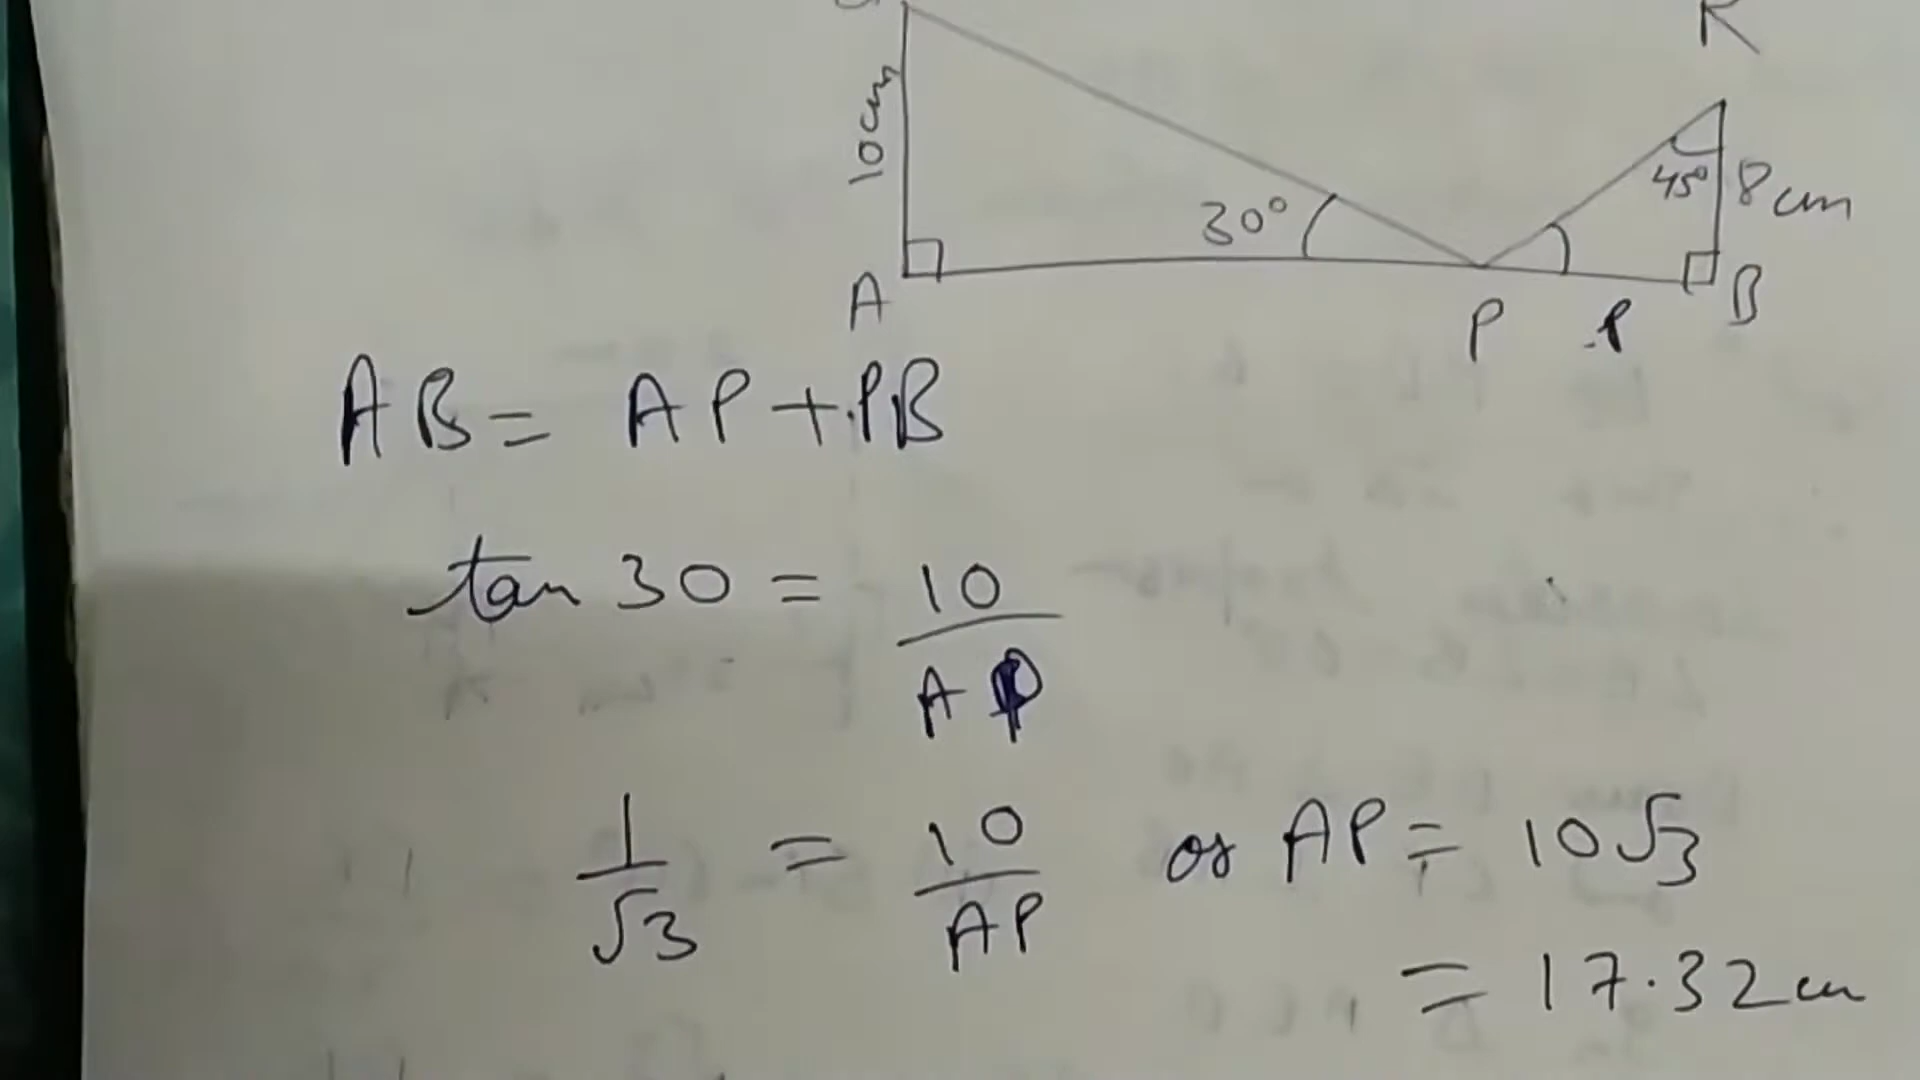 R
10cm
30°
45°
8cm
A
P
P
B
AB = AP + PB
tan 30 = 10/AP
1/√3 = 10/AP or AP = 10√3
= 17.32cm